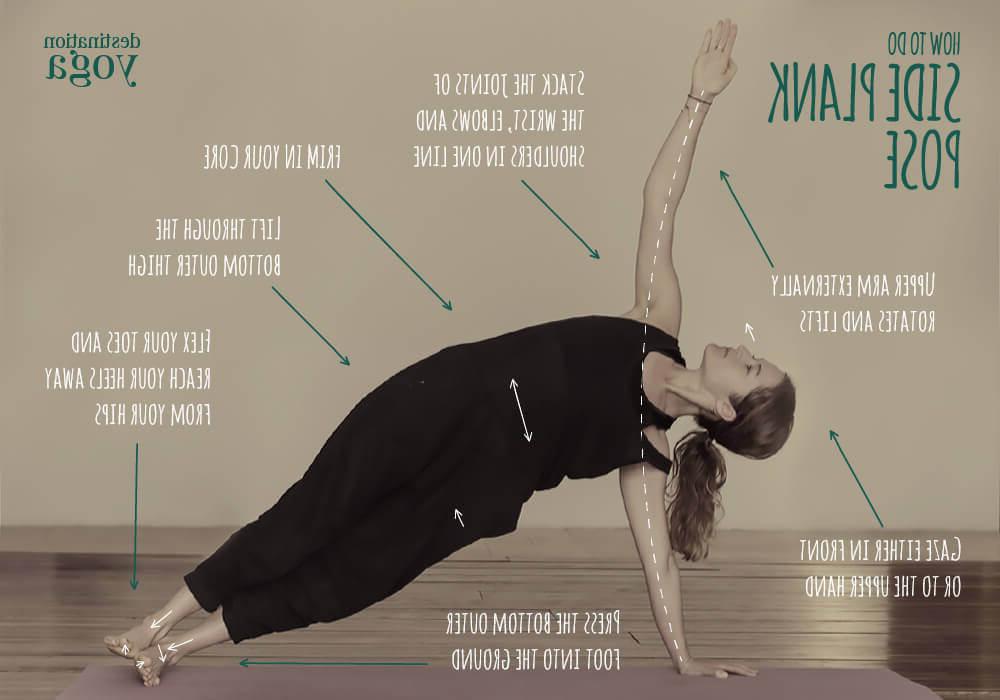 destination
yoga
HOW TO DO
SIDE PLANK
POSE
STACK THE JOINTS OF
THE WRIST, ELBOWS AND
SHOULDERS IN ONE LINE
FRIM IN YOUR CORE
LIFT THROUGH THE
BOTTOM OUTER THIGH
UPPER ARM EXTERNALLY
ROTATES AND LIFTS
FLEX YOUR TOES AND
REACH YOUR HEELS AWAY
FROM YOUR HIPS
GAZE EITHER IN FRONT
OR TO THE UPPER HAND
PRESS THE BOTTOM OUTER
FOOT INTO THE GROUND